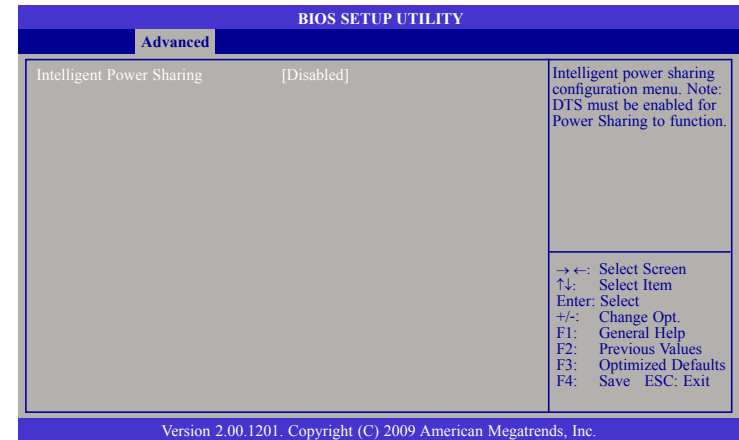 BIOS SETUP UTILITY
Advanced
Intelligent Power Sharing [Disabled]
Intelligent power sharing
configuration menu. Note:
DTS must be enabled for
Power Sharing to function.
→←: Select Screen
↑↓: Select Item
Enter: Select
+/-: Change Opt.
F1: General Help
F2: Previous Values
F3: Optimized Defaults
F4: Save ESC: Exit
Version 2.00.1201. Copyright (C) 2009 American Megatrends, Inc.